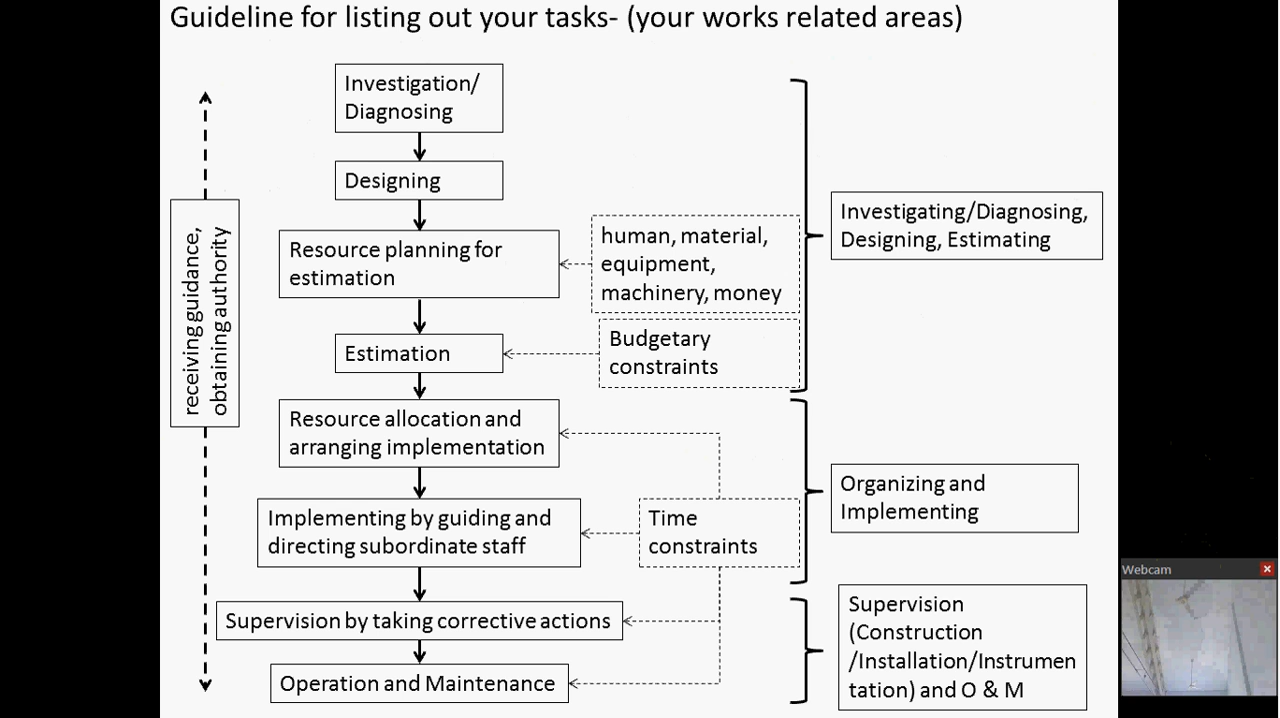 Guideline for listing out your tasks- (your works related areas)
Investigation/
Diagnosing
Designing
Resource planning for
estimation
human, material,
equipment,
machinery, money
Estimation
Budgetary
constraints
Investigating/Diagnosing,
Designing, Estimating
receiving guidance,
obtaining authority
Resource allocation and
arranging implementation
Implementing by guiding and
directing subordinate staff
Time
constraints
Organizing and
Implementing
Supervision by taking corrective actions
Operation and Maintenance
Supervision
(Construction
/Installation/Instrumen
tation) and O & M
Webcam